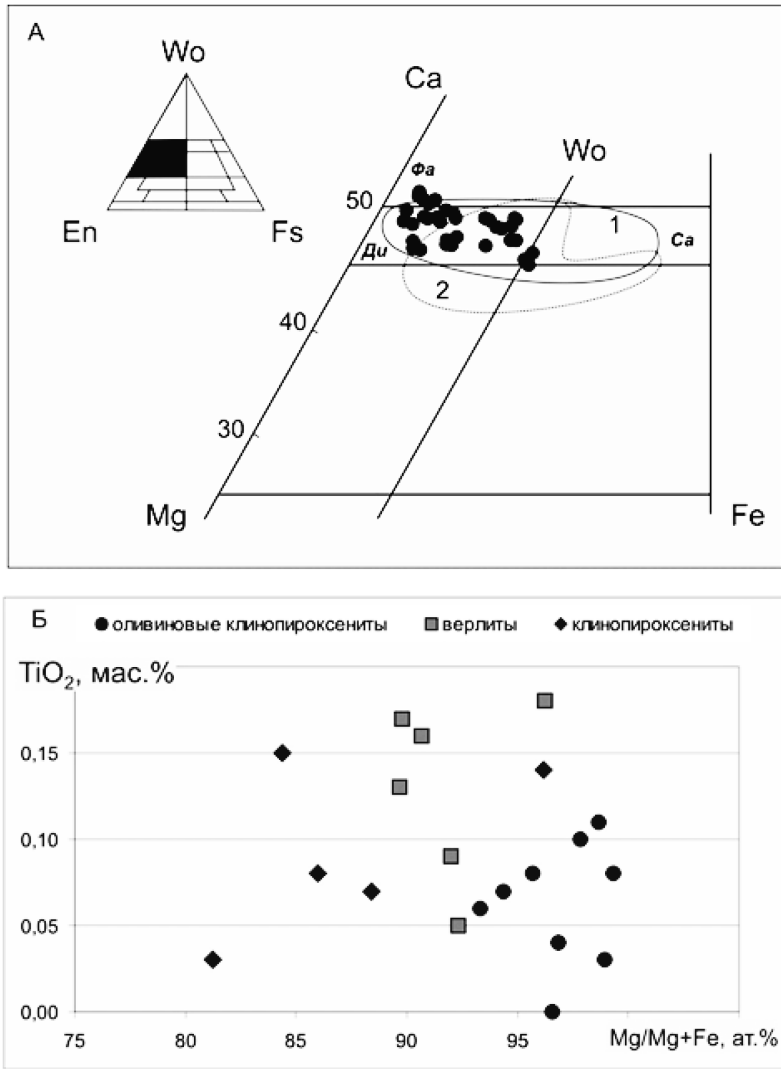 А
Wo
En Fs
Ca
Wo
Фа
50
1
Ди
Са
2
40
30
Mg
Fe
Б
оливиновые клинопироксениты верлиты клинопироксениты
TiO₂, мас.%
0,15
0,10
0,05
0,00
75 80 85 90 95 Mg/Mg+Fe, ат.%